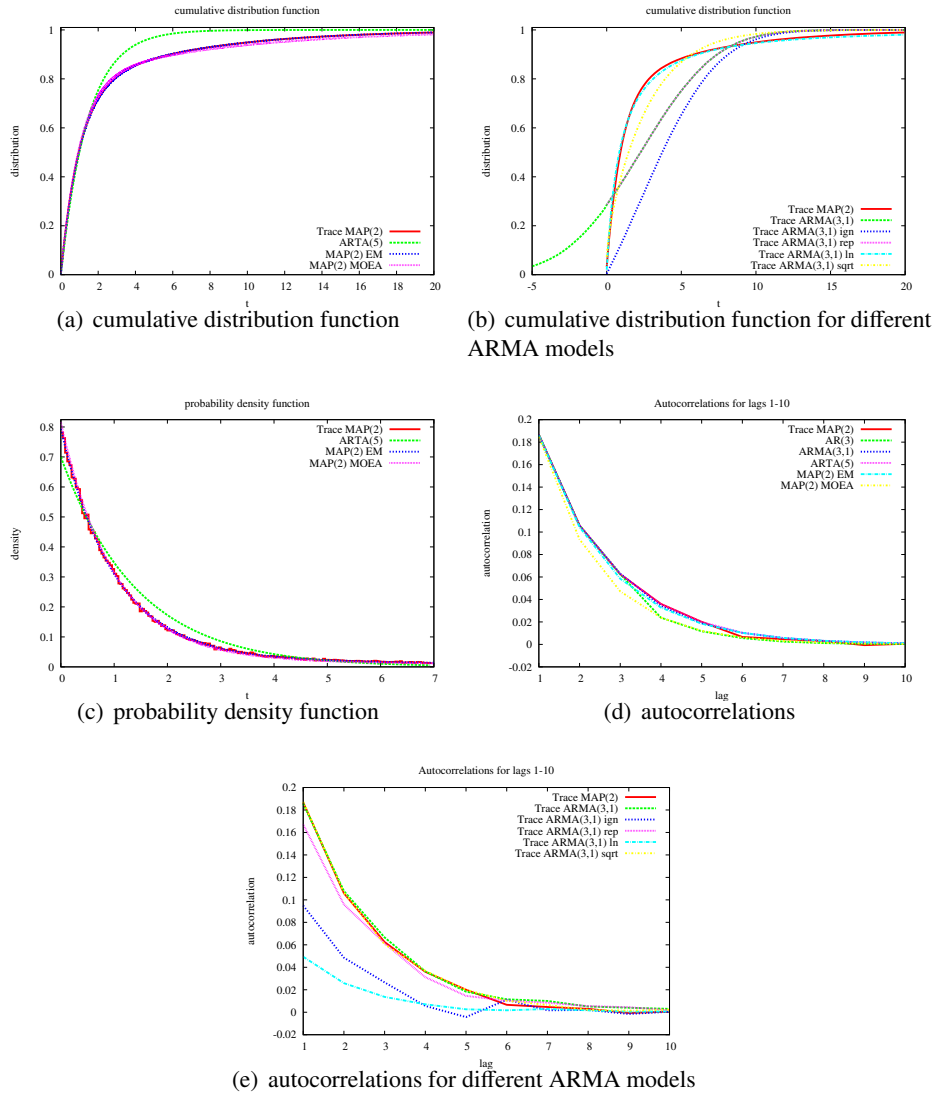 cumulative distribution function
1
0.8
0.6
0.4
0.2
0
distribution
Trace MAP(2)
ARTA(5)
MAP(2) EM
MAP(2) MOEA
0 2 4 6 8 10 12 14 16 18 20
t
(a) cumulative distribution function
cumulative distribution function
1
0.8
0.6
0.4
0.2
0
distribution
Trace MAP(2)
Trace ARMA(3,1)
Trace ARMA(3,1) ign
Trace ARMA(3,1) rep
Trace ARMA(3,1) ln
Trace ARMA(3,1) sqrt
-5 0 5 10 15 20
t
(b) cumulative distribution function for different
ARMA models
probability density function
0.8
0.7
0.6
0.5
0.4
0.3
0.2
0.1
0
density
Trace MAP(2)
ARTA(5)
MAP(2) EM
MAP(2) MOEA
0 1 2 3 4 5 6 7
t
(c) probability density function
Autocorrelations for lags 1-10
0.2
0.18
0.16
0.14
0.12
0.1
0.08
0.06
0.04
0.02
0
-0.02
autocorrelation
Trace MAP(2)
AR(3)
ARMA(3,1)
ARTA(5)
MAP(2) EM
MAP(2) MOEA
1 2 3 4 5 6 7 8 9 10
lag
(d) autocorrelations
Autocorrelations for lags 1-10
0.2
0.18
0.16
0.14
0.12
0.1
0.08
0.06
0.04
0.02
0
-0.02
autocorrelation
Trace MAP(2)
Trace ARMA(3,1)
Trace ARMA(3,1) ign
Trace ARMA(3,1) rep
Trace ARMA(3,1) ln
Trace ARMA(3,1) sqrt
1 2 3 4 5 6 7 8 9 10
lag
(e) autocorrelations for different ARMA models